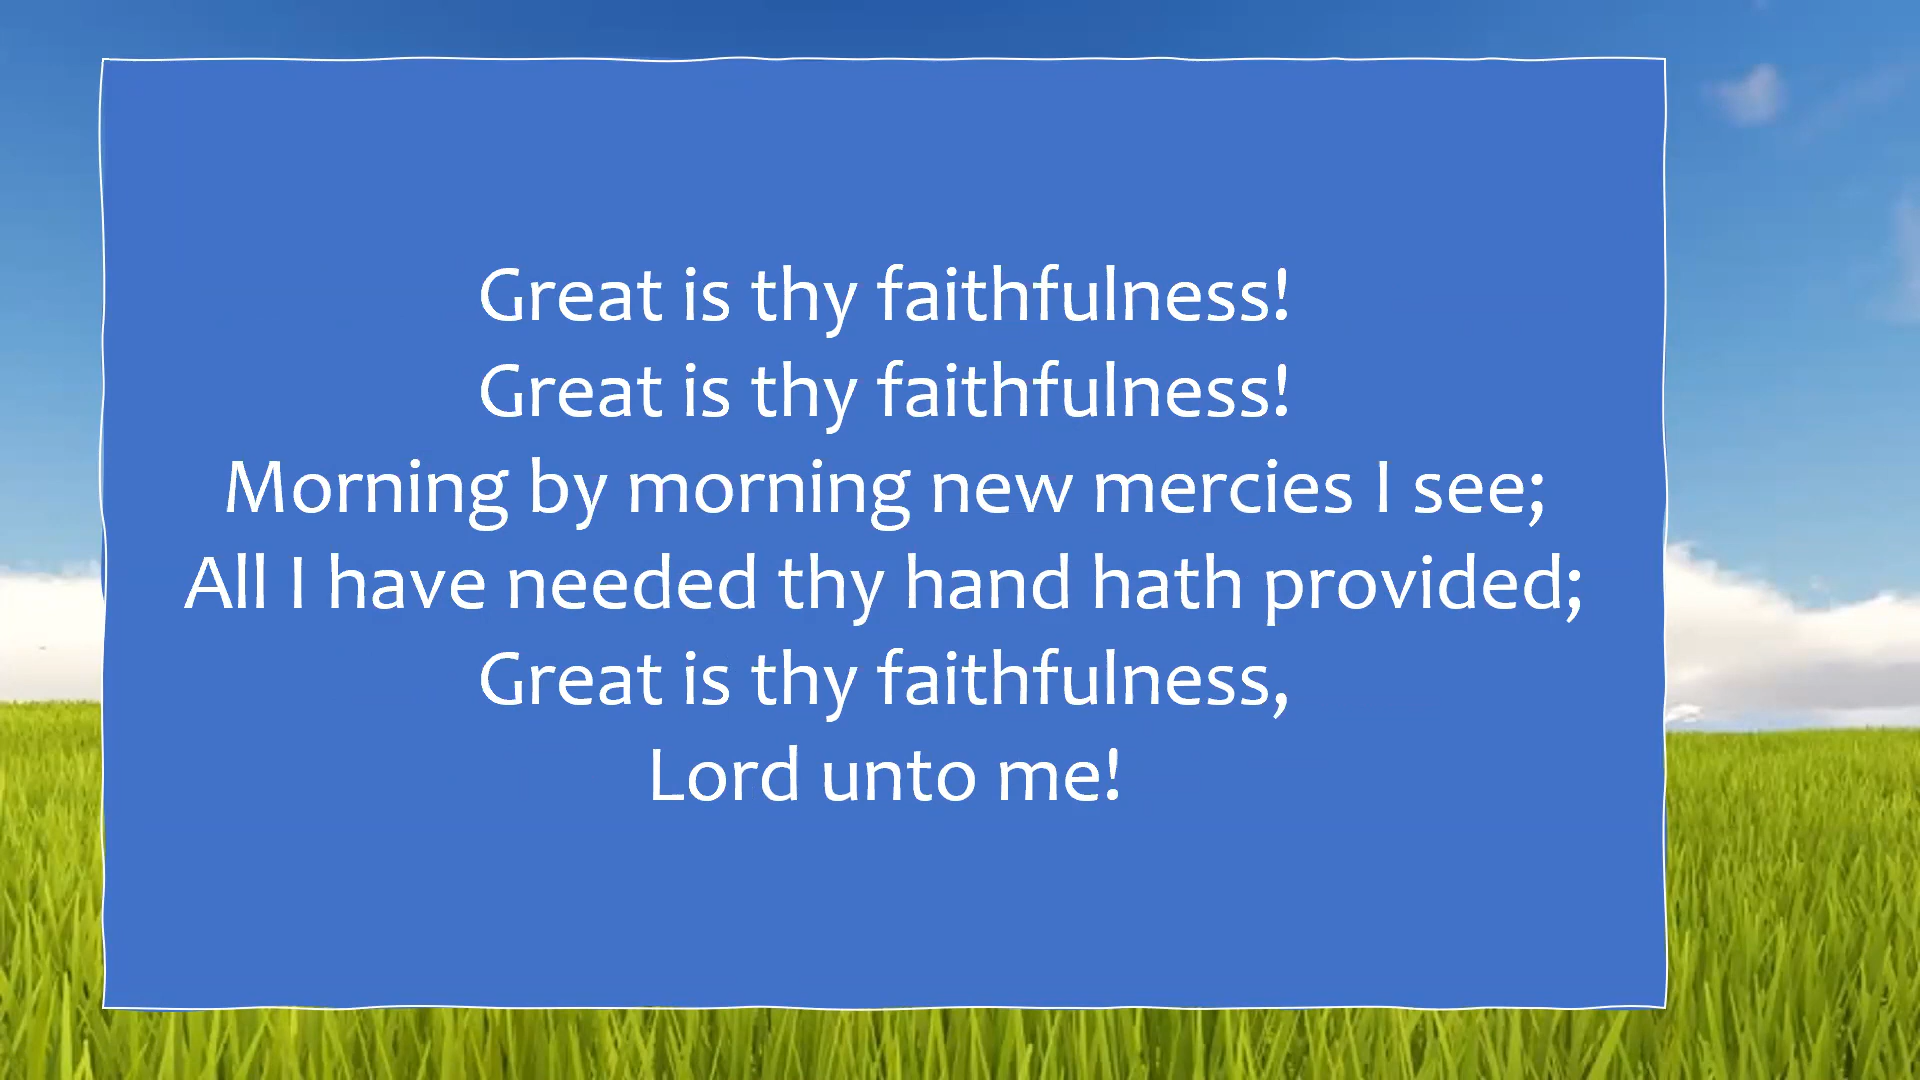 Great is thy faithfulness!
Great is thy faithfulness!
Morning by morning new mercies I see;
All I have needed thy hand hath provided;
Great is thy faithfulness,
Lord unto me!